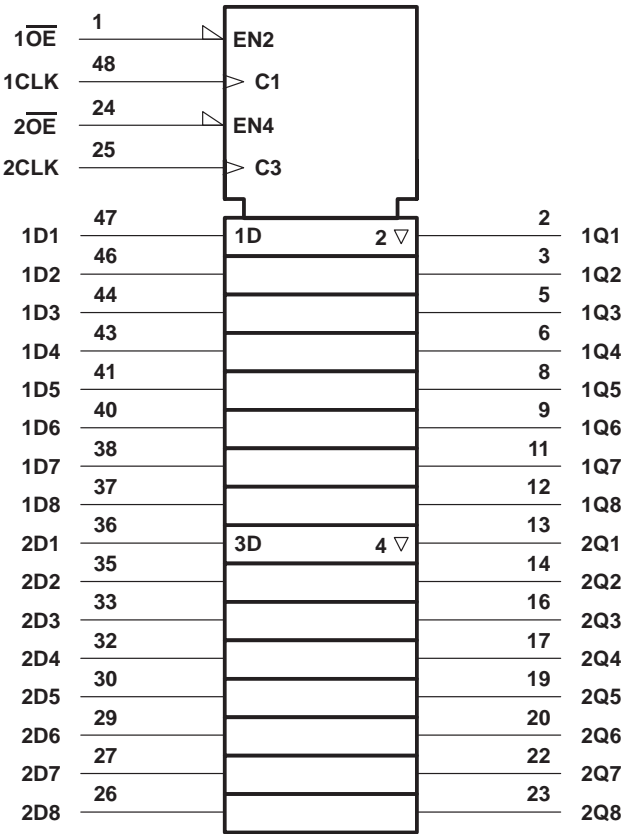 1O̅E̅ 1 EN2
1CLK 48 C1
2O̅E̅ 24 EN4
2CLK 25 C3
1D1 47 1D 2 ▽ 2 1Q1
1D2 46 3 1Q2
1D3 44 5 1Q3
1D4 43 6 1Q4
1D5 41 8 1Q5
1D6 40 9 1Q6
1D7 38 11 1Q7
1D8 37 12 1Q8
2D1 36 3D 4 ▽ 13 2Q1
2D2 35 14 2Q2
2D3 33 16 2Q3
2D4 32 17 2Q4
2D5 30 19 2Q5
2D6 29 20 2Q6
2D7 27 22 2Q7
2D8 26 23 2Q8